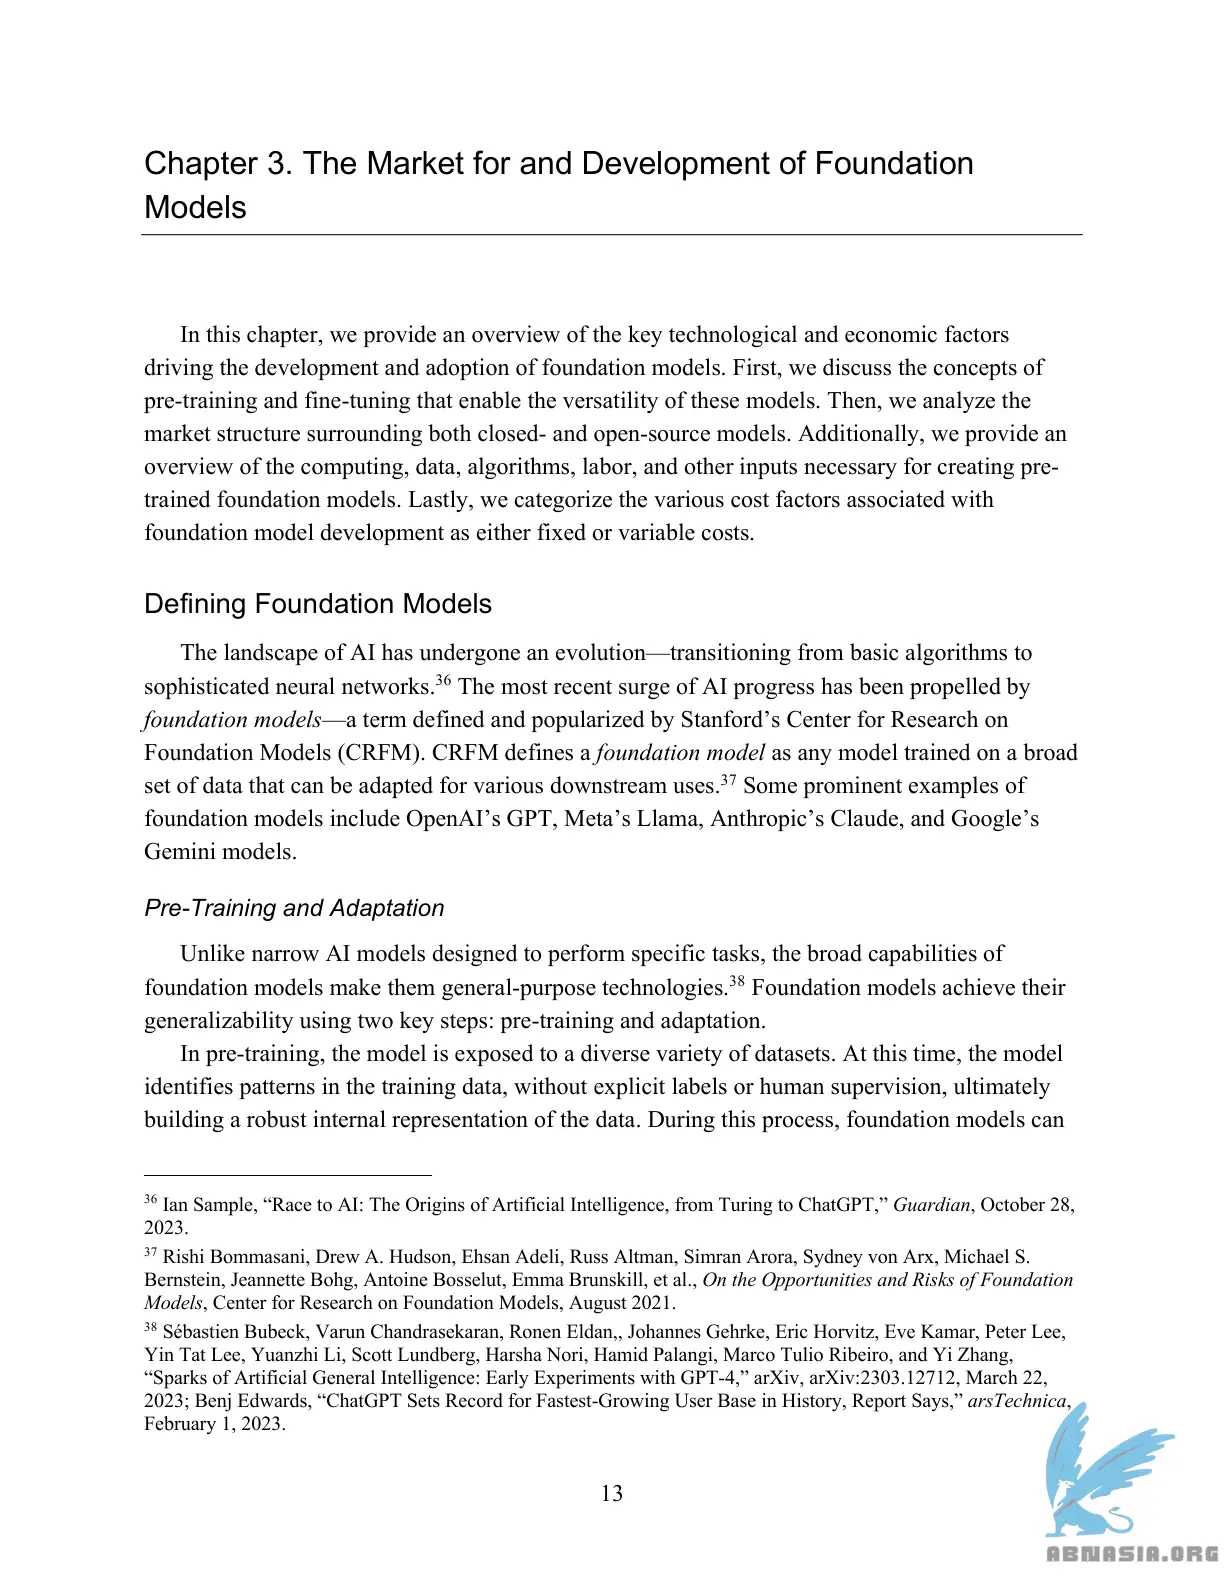 Chapter 3. The Market for and Development of Foundation
Models
In this chapter, we provide an overview of the key technological and economic factors
driving the development and adoption of foundation models. First, we discuss the concepts of
pre-training and fine-tuning that enable the versatility of these models. Then, we analyze the
market structure surrounding both closed- and open-source models. Additionally, we provide an
overview of the computing, data, algorithms, labor, and other inputs necessary for creating pre-
trained foundation models. Lastly, we categorize the various cost factors associated with
foundation model development as either fixed or variable costs.
Defining Foundation Models
The landscape of AI has undergone an evolution—transitioning from basic algorithms to
sophisticated neural networks.36 The most recent surge of AI progress has been propelled by
foundation models—a term defined and popularized by Stanford’s Center for Research on
Foundation Models (CRFM). CRFM defines a foundation model as any model trained on a broad
set of data that can be adapted for various downstream uses.37 Some prominent examples of
foundation models include OpenAI’s GPT, Meta’s Llama, Anthropic’s Claude, and Google’s
Gemini models.
Pre-Training and Adaptation
Unlike narrow AI models designed to perform specific tasks, the broad capabilities of
foundation models make them general-purpose technologies.38 Foundation models achieve their
generalizability using two key steps: pre-training and adaptation.
In pre-training, the model is exposed to a diverse variety of datasets. At this time, the model
identifies patterns in the training data, without explicit labels or human supervision, ultimately
building a robust internal representation of the data. During this process, foundation models can
36 Ian Sample, “Race to AI: The Origins of Artificial Intelligence, from Turing to ChatGPT,” Guardian, October 28,
2023.
37 Rishi Bommasani, Drew A. Hudson, Ehsan Adeli, Russ Altman, Simran Arora, Sydney von Arx, Michael S.
Bernstein, Jeannette Bohg, Antoine Bosselut, Emma Brunskill, et al., On the Opportunities and Risks of Foundation
Models, Center for Research on Foundation Models, August 2021.
38 Sébastien Bubeck, Varun Chandrasekaran, Ronen Eldan,, Johannes Gehrke, Eric Horvitz, Eve Kamar, Peter Lee,
Yin Tat Lee, Yuanzhi Li, Scott Lundberg, Harsha Nori, Hamid Palangi, Marco Tulio Ribeiro, and Yi Zhang,
“Sparks of Artificial General Intelligence: Early Experiments with GPT-4,” arXiv, arXiv:2303.12712, March 22,
2023; Benj Edwards, “ChatGPT Sets Record for Fastest-Growing User Base in History, Report Says,” arsTechnica,
February 1, 2023.
13
ABNASIA.ORG